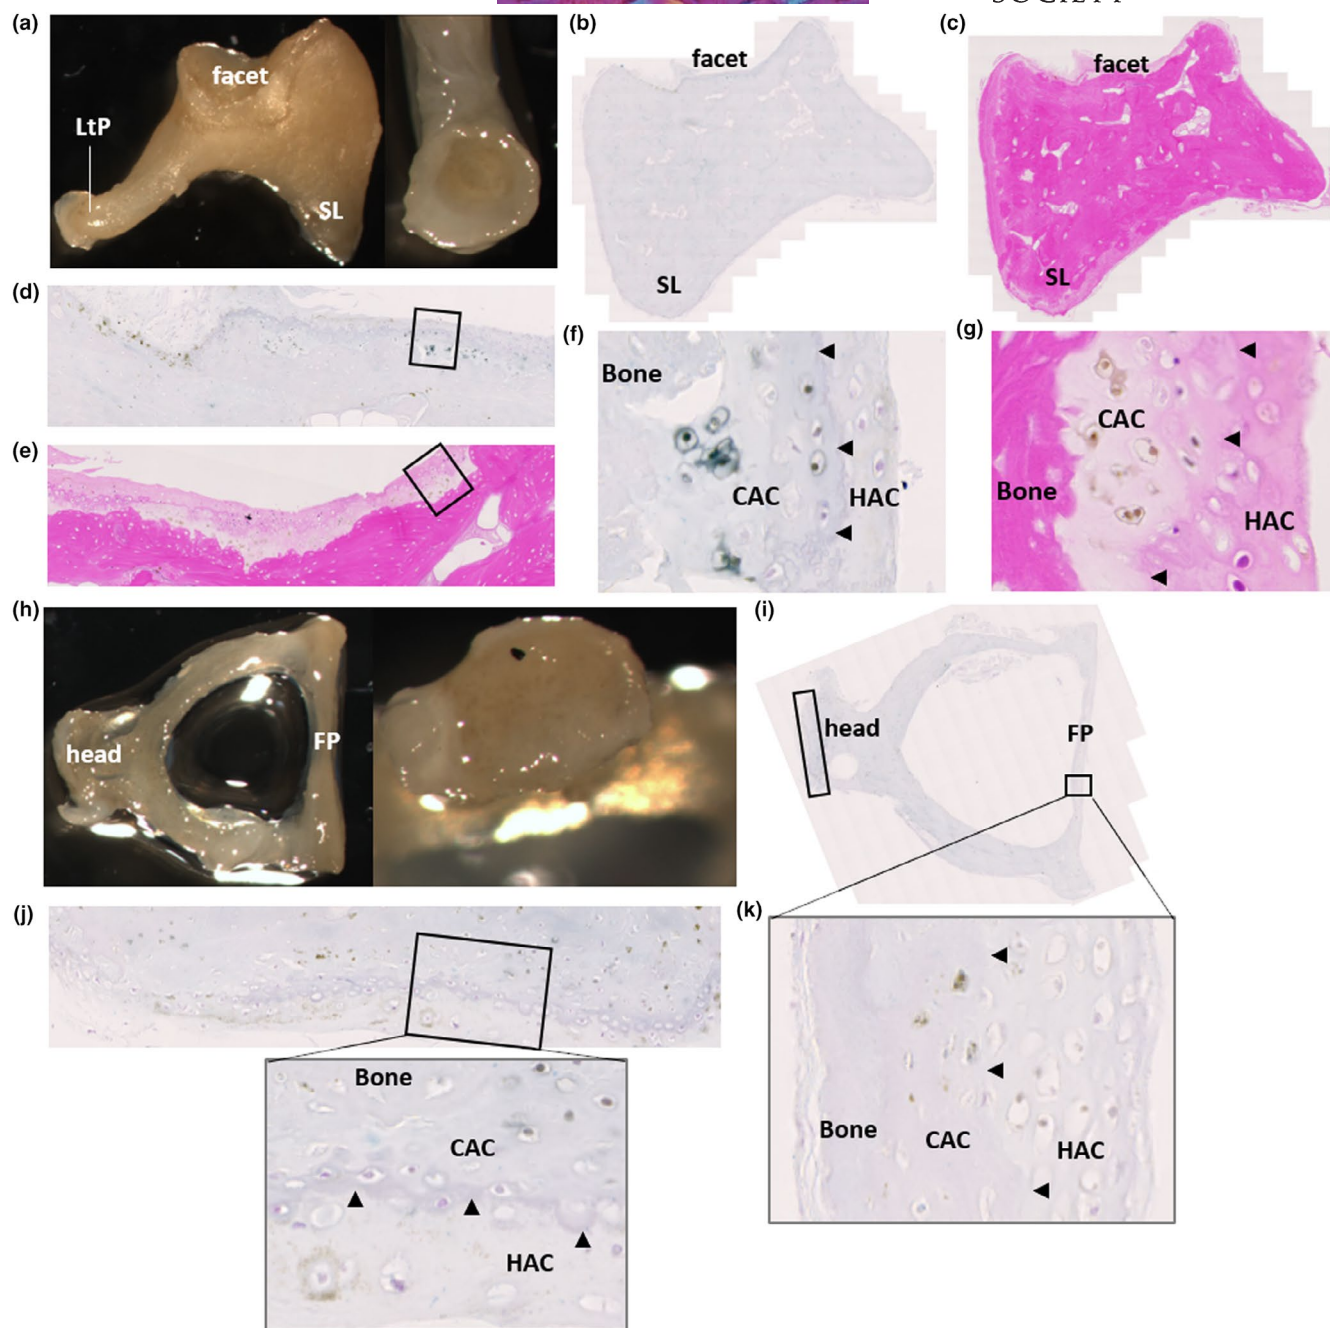 (a)
facet
LtP
SL
(b)
facet
SL
(c)
facet
SL
(d)
(e)
(f)
Bone
CAC
HAC
(g)
CAC
Bone
HAC
(h)
head
FP
(i)
head
FP
(j)
Bone
CAC
HAC
(k)
Bone
CAC
HAC